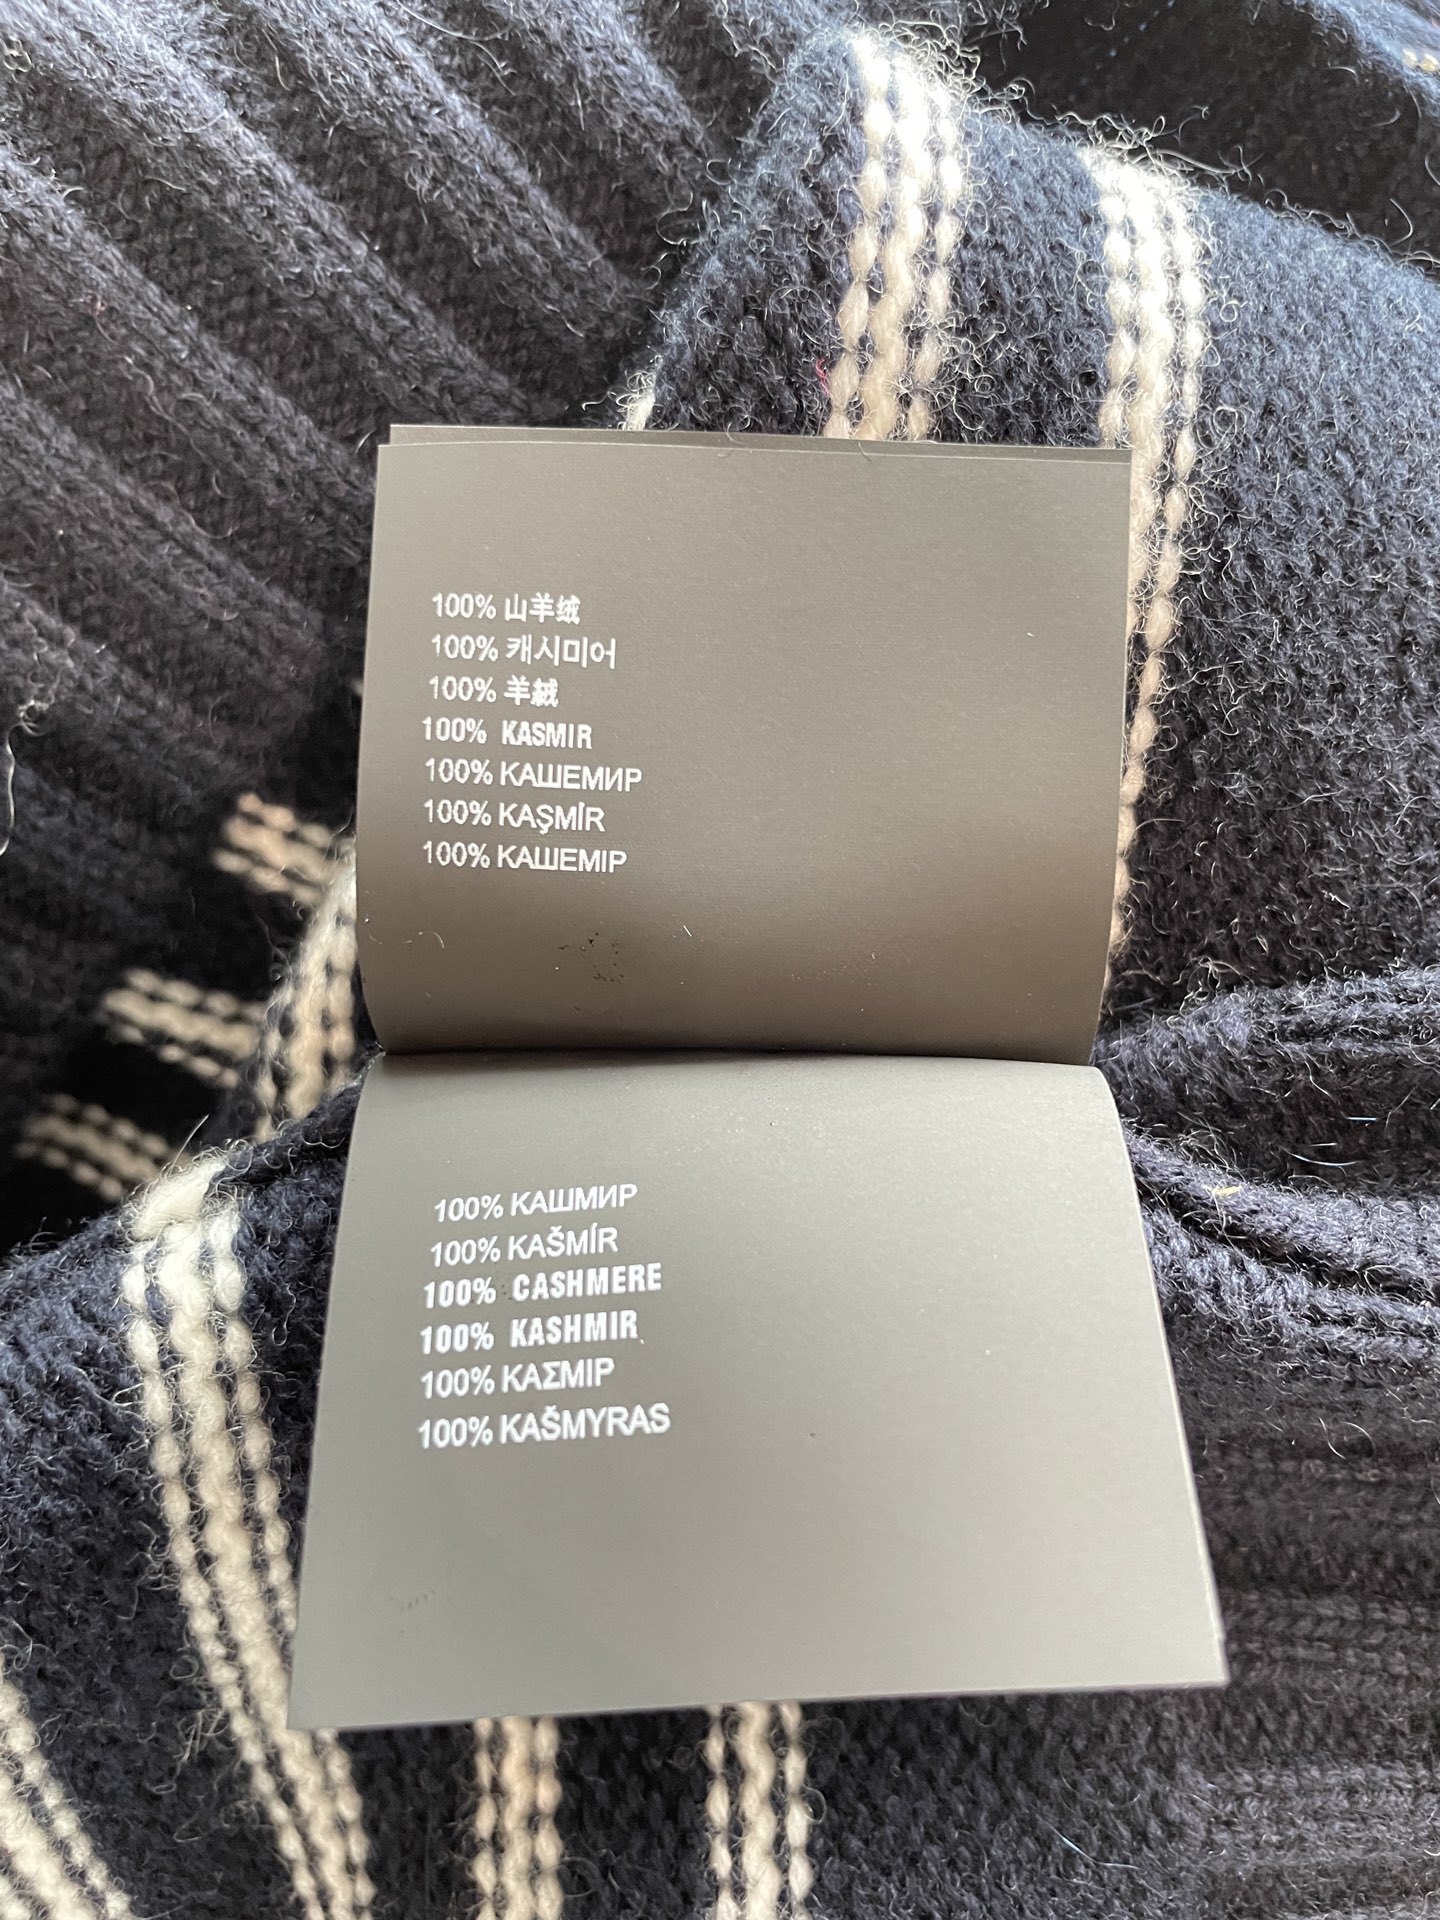 100% 山羊绒
100% 캐시미어
100% 羊絨
100% KASMIR
100% КАШЕМИР
100% KAŞMİR
100% КАШЕМІР
100% КАШМИР
100% KAŠMÍR
100% CASHMERE
100% KASHMIR
100% ΚΑΣΜΙΡ
100% KAŠMYRAS